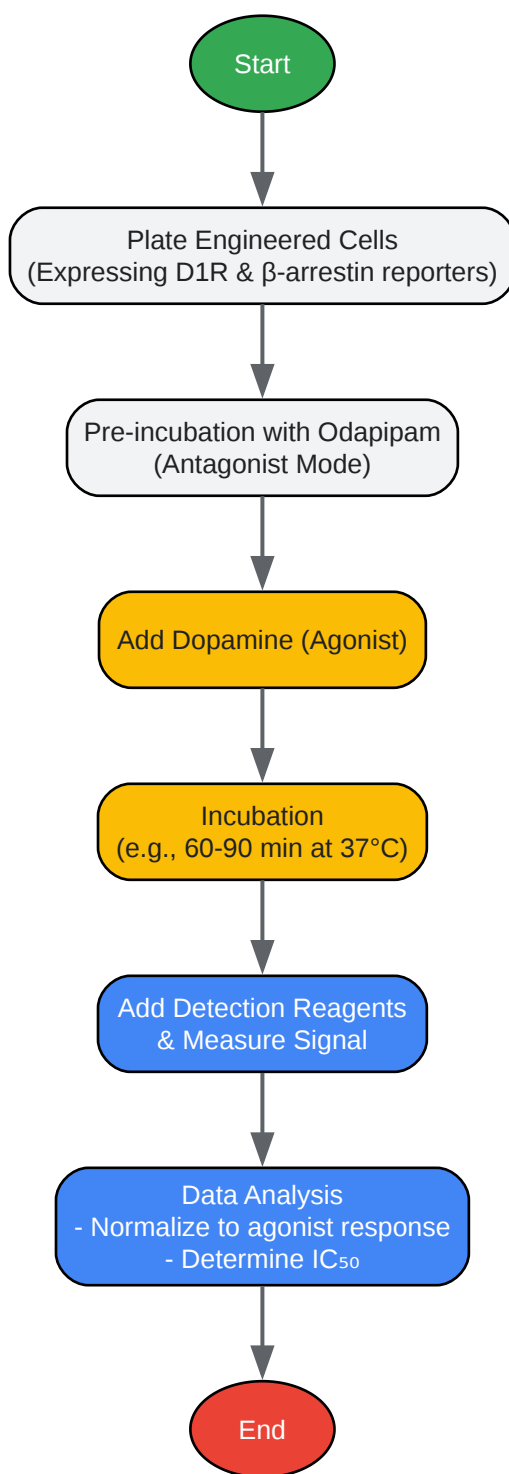 Start
Plate Engineered Cells
(Expressing D1R & β-arrestin reporters)
Pre-incubation with Odapipam
(Antagonist Mode)
Add Dopamine (Agonist)
Incubation
(e.g., 60-90 min at 37°C)
Add Detection Reagents
& Measure Signal
Data Analysis
- Normalize to agonist response
- Determine IC₅₀
End